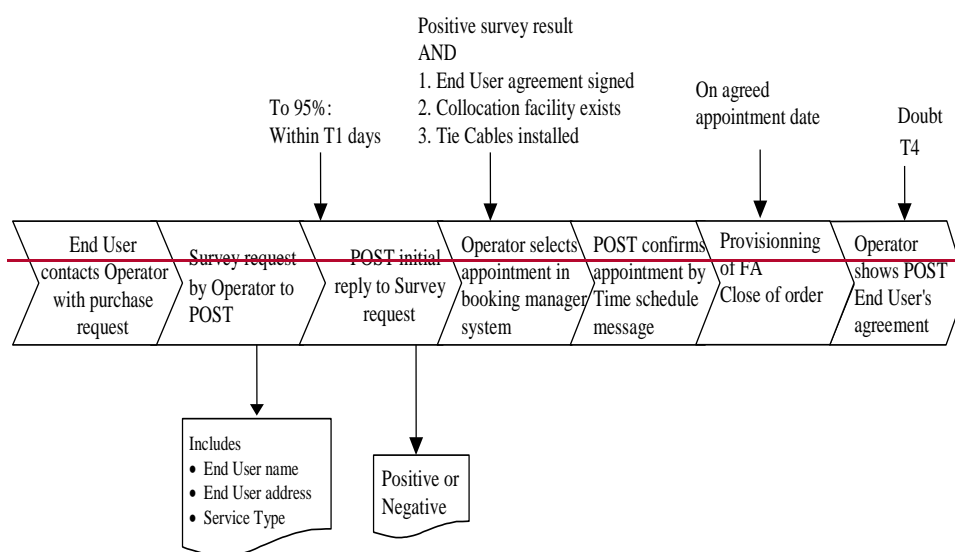 Positive survey result
AND
1. End User agreement signed
2. Collocation facility exists
3. Tie Cables installed
To 95%:
Within T1 days
On agreed
appointment date
Doubt
T4
End User
contacts Operator
with purchase
request
Survey request
by Operator to
POST
POST initial
reply to Survey
request
Operator selects
appointment in
booking manager
system
POST confirms
appointment by
Time schedule
message
Provisionning
of FA
Close of order
Operator
shows POST
End User's
agreement
Includes
• End User name
• End User address
• Service Type
Positive or
Negative